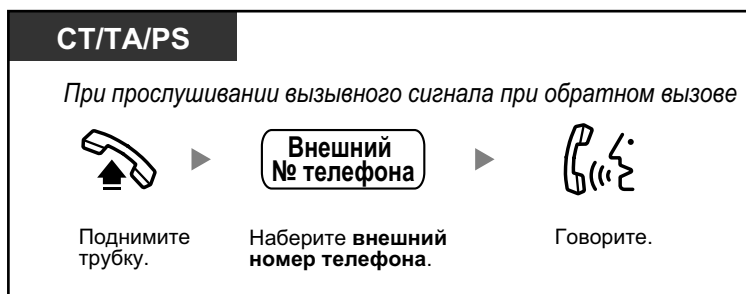 CT/TA/PS
При прослушивании вызывного сигнала при обратном вызове
Внешний
№ телефона
Поднимите
трубку.
Наберите внешний
номер телефона.
Говорите.